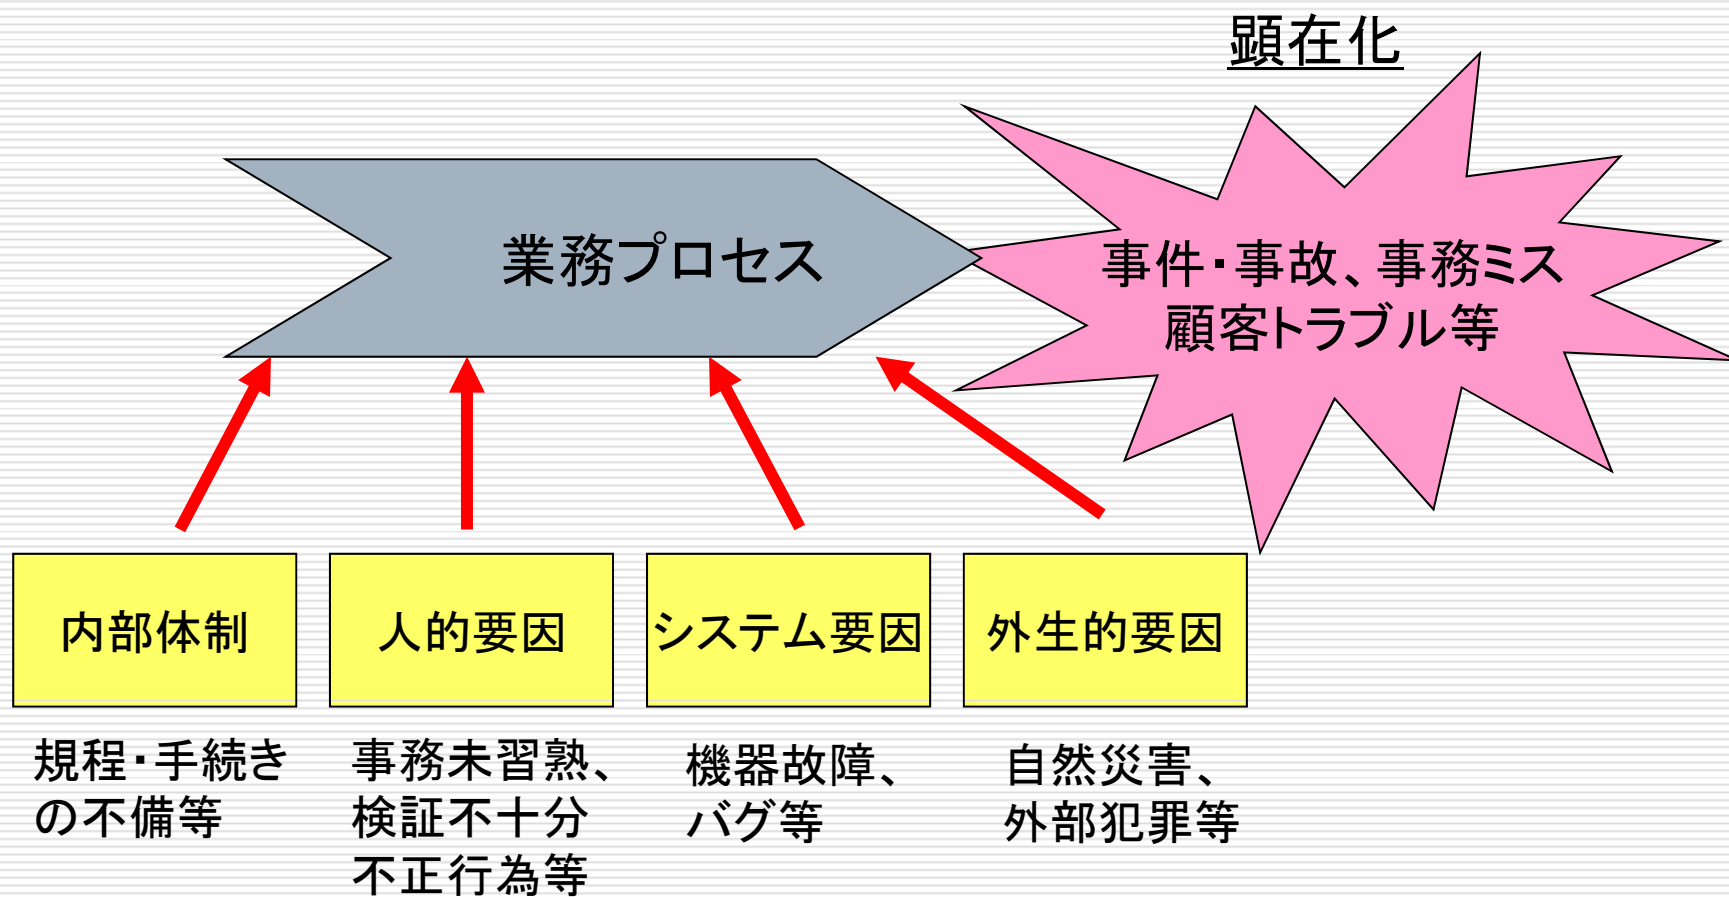 顕在化
業務プロセス
事件・事故、事務ミス
顧客トラブル等
内部体制
人的要因
システム要因
外生的要因
規程・手続き
の不備等
事務未習熟、
検証不十分
不正行為等
機器故障、
バグ等
自然災害、
外部犯罪等